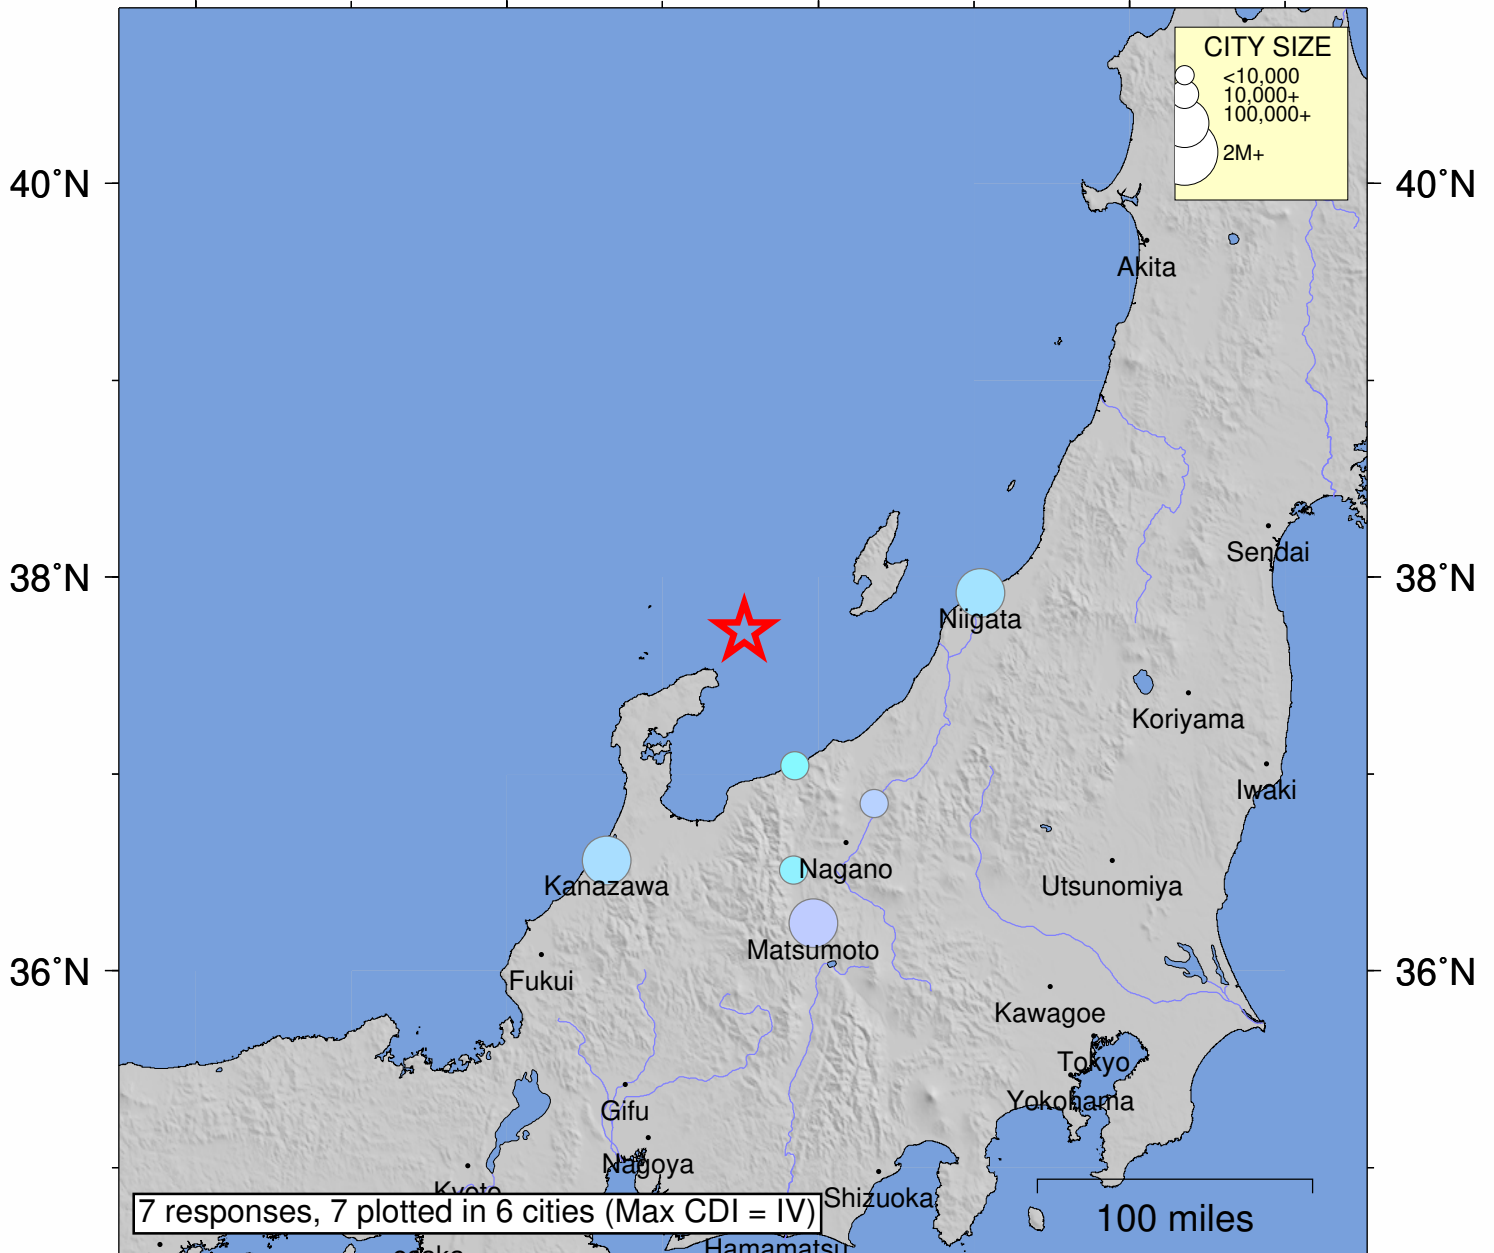 CITY SIZE
<10,000
10,000+
100,000+
2M+
40°N
40°N
Akita
38°N
38°N
Sendai
Niigata
Koriyama
Iwaki
Nagano
Kanazawa
Utsunomiya
Matsumoto
36°N
36°N
Fukui
Kawagoe
Tokyo
Yokohama
Gifu
Nagoya
Kyoto
Shizuoka
7 responses, 7 plotted in 6 cities (Max CDI = IV)
100 miles
Hamamatsu